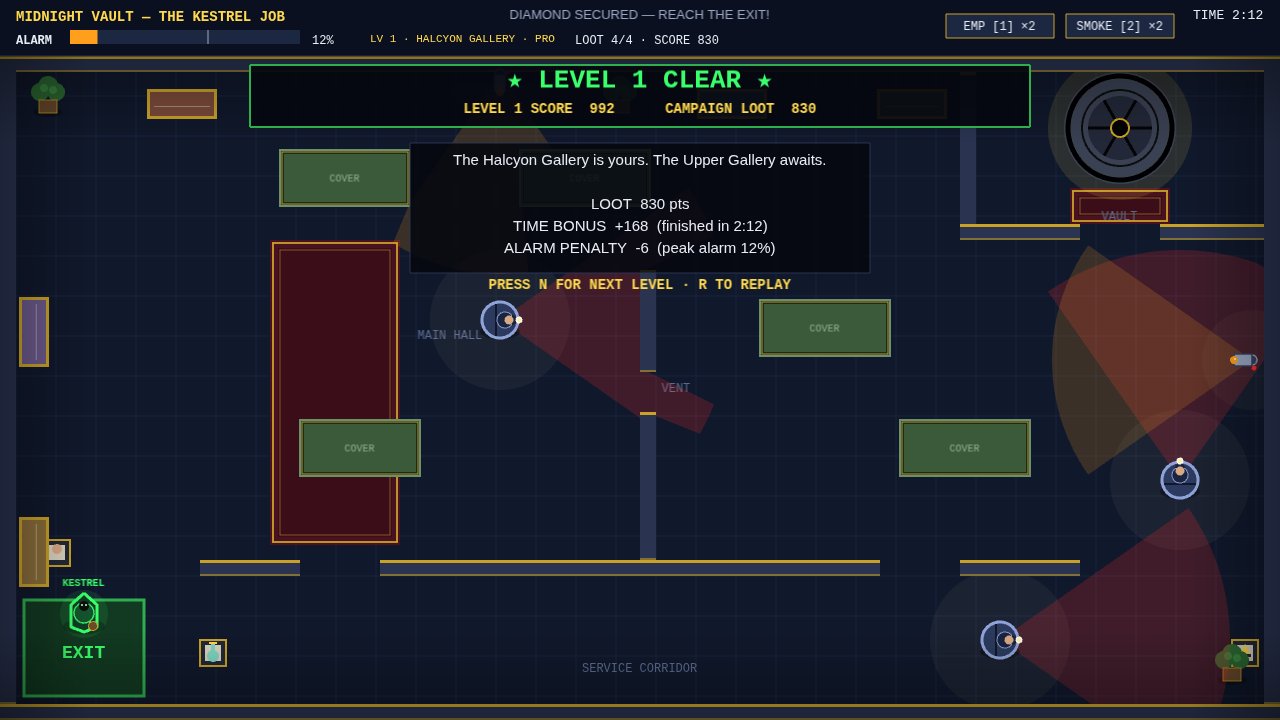 MIDNIGHT VAULT — THE KESTREL JOB
DIAMOND SECURED — REACH THE EXIT!
EMP [1] ×2
SMOKE [2] ×2
TIME 2:12
ALARM
12%
LV 1 · HALCYON GALLERY · PRO
LOOT 4/4 · SCORE 830
★ LEVEL 1 CLEAR ★
LEVEL 1 SCORE 992
CAMPAIGN LOOT 830
The Halcyon Gallery is yours. The Upper Gallery awaits.
COVER
COVER
LOOT 830 pts
VAULT
TIME BONUS +168 (finished in 2:12)
ALARM PENALTY -6 (peak alarm 12%)
PRESS N FOR NEXT LEVEL · R TO REPLAY
MAIN HALL
COVER
VENT
COVER
COVER
KESTREL
EXIT
SERVICE CORRIDOR